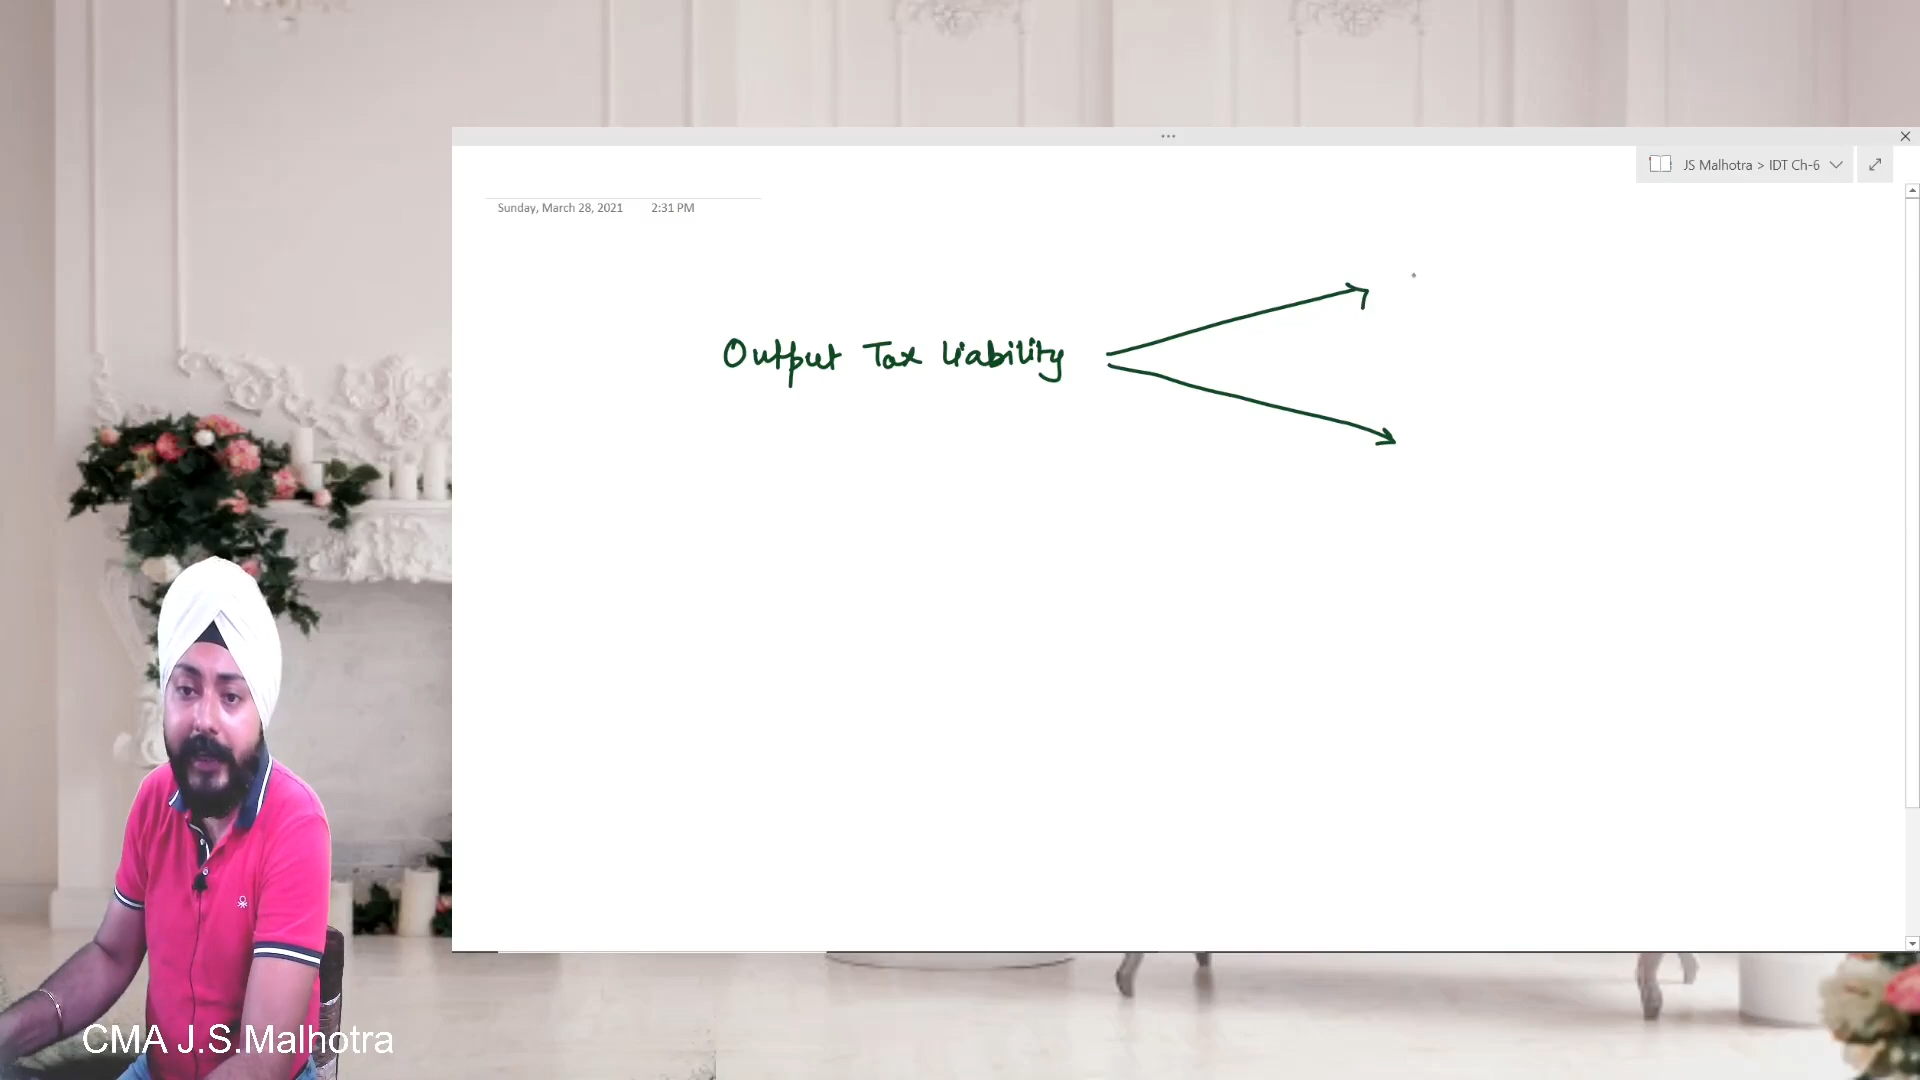 JS Malhotra > IDT Ch-6
Sunday, March 28, 2021 2:31 PM
Output Tax Liability
CMA J.S.Malhotra